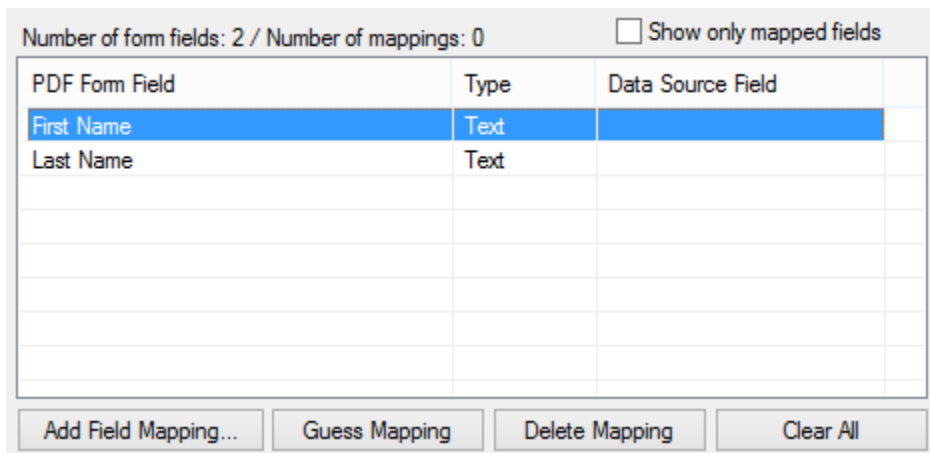 Number of form fields: 2 / Number of mappings: 0 Show only mapped fields
PDF Form Field Type Data Source Field
First Name Text
Last Name Text
Add Field Mapping... Guess Mapping Delete Mapping Clear All